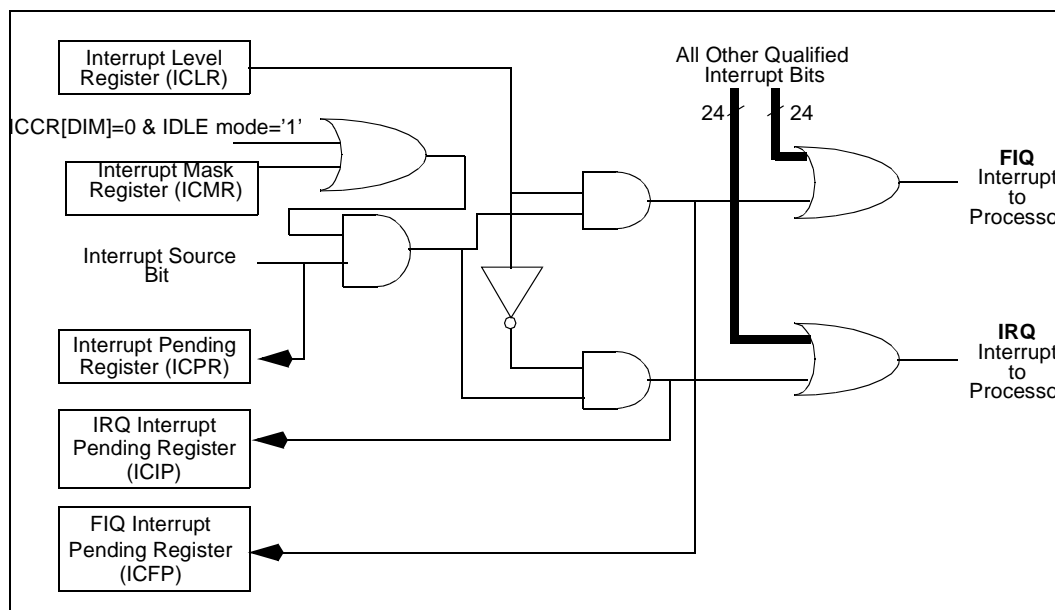 Interrupt Level
Register (ICLR)
ICCR[DIM]=0 & IDLE mode='1'
Interrupt Mask
Register (ICMR)
Interrupt Source
Bit
Interrupt Pending
Register (ICPR)
IRQ Interrupt
Pending Register
(ICIP)
FIQ Interrupt
Pending Register
(ICFP)
All Other Qualified
Interrupt Bits
24
24
FIQ
Interrupt
to
Processo
IRQ
Interrupt
to
Processo